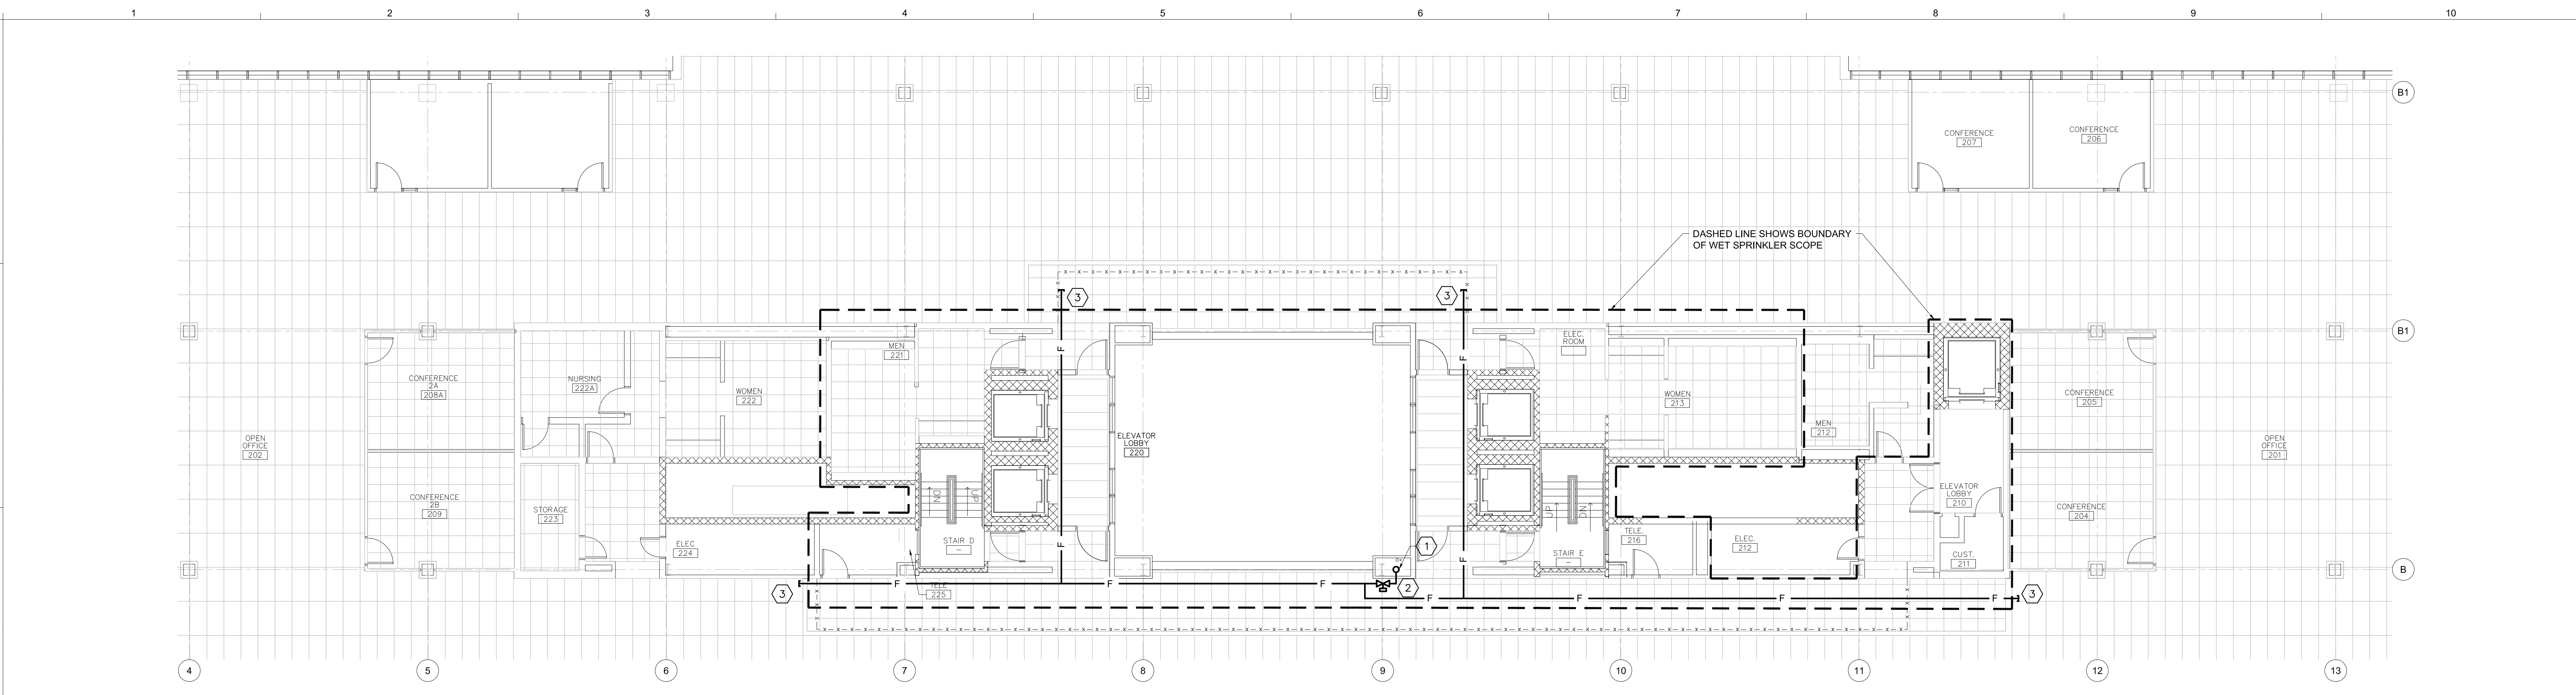 1 2 3 4 5 6 7 8 9 10
B1
CONFERENCE
207
CONFERENCE
206
DASHED LINE SHOWS BOUNDARY
OF WET SPRINKLER SCOPE
3
3
B1
MEN
221
ELEC.
ROOM
F
F
CONFERENCE
2A
208A
NURSING
222A
WOMEN
222
WOMEN
213
CONFERENCE
205
MEN
212
OPEN
OFFICE
202
ELEVATOR
LOBBY
220
OPEN
OFFICE
201
CONFERENCE
2B
209
STORAGE
223
DN
UP
UP
DN
ELEVATOR
LOBBY
210
CONFERENCE
204
ELEC
224
STAIR D
-
F
1
F
STAIR E
-
TELE.
216
ELEC.
212
CUST.
211
B
3
TELE
225
F F F
2
F F F F
3
4 5 6 7 8 9 10 11 12 13